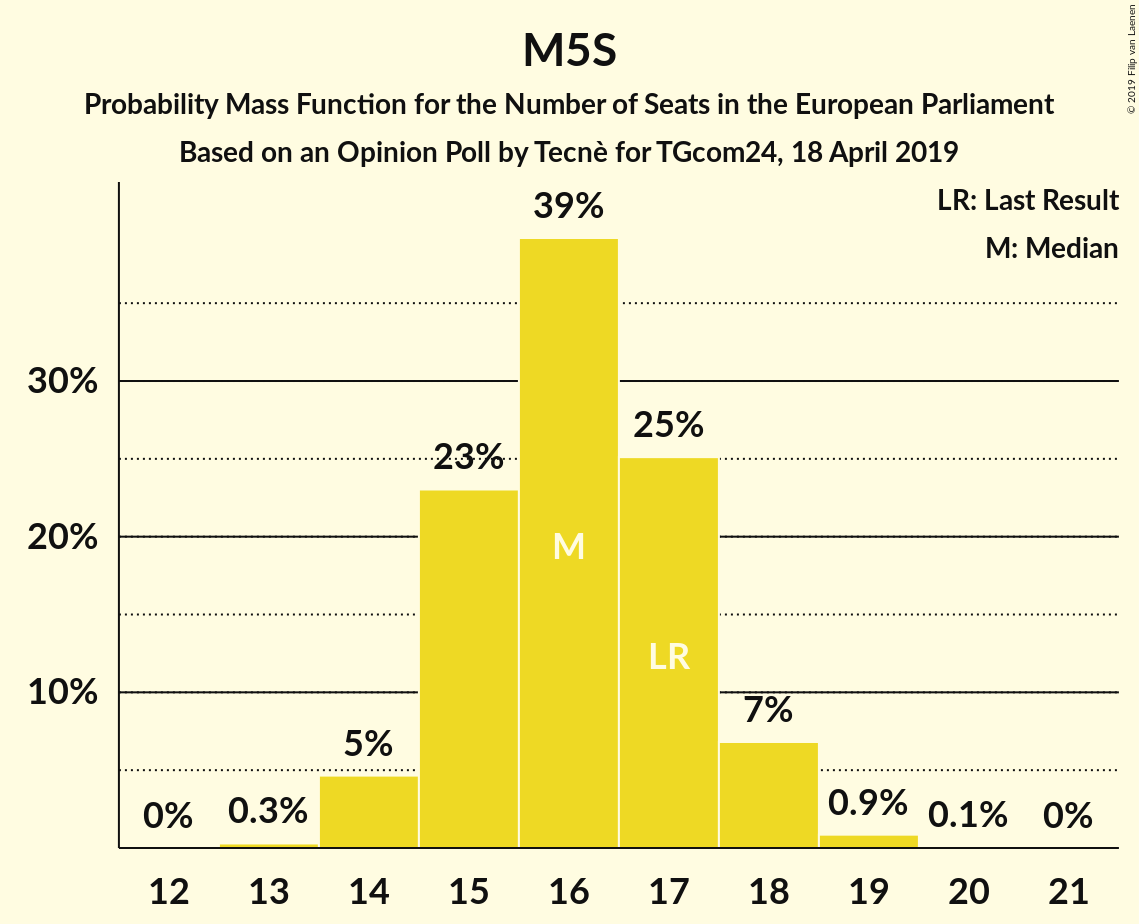 M5S
Probability Mass Function for the Number of Seats in the European Parliament
Based on an Opinion Poll by Tecnè for TGcom24, 18 April 2019
© 2019 Filip van Laenen
LR: Last Result
M: Median
39%
30%
25%
23%
20%
M
LR
10%
7%
5%
0%
0.3%
0.9%
0.1%
0%
12 13 14 15 16 17 18 19 20 21